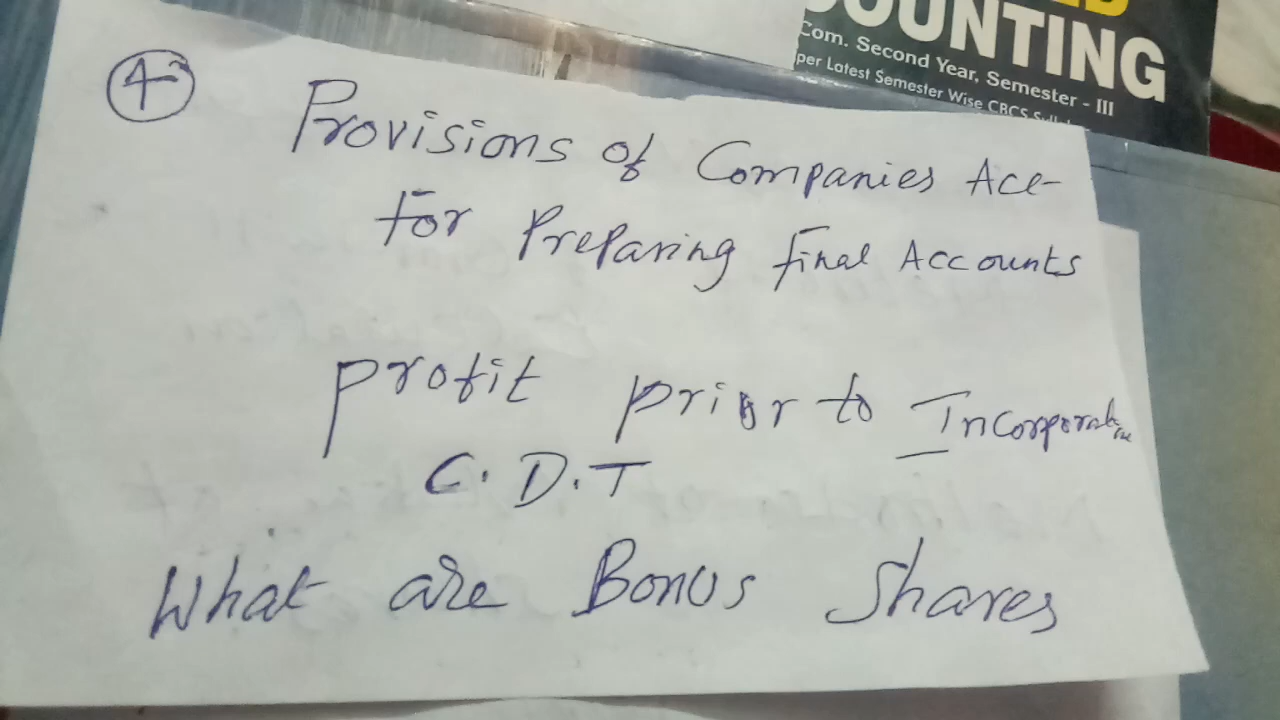 OUNTING
Com. Second Year, Semester - III
per Latest Semester Wise CBCS
4
Provisions of Companies Act
for Preparing final Accounts
Profit prior to Incorporation
C.D.T
What are Bonus Shares